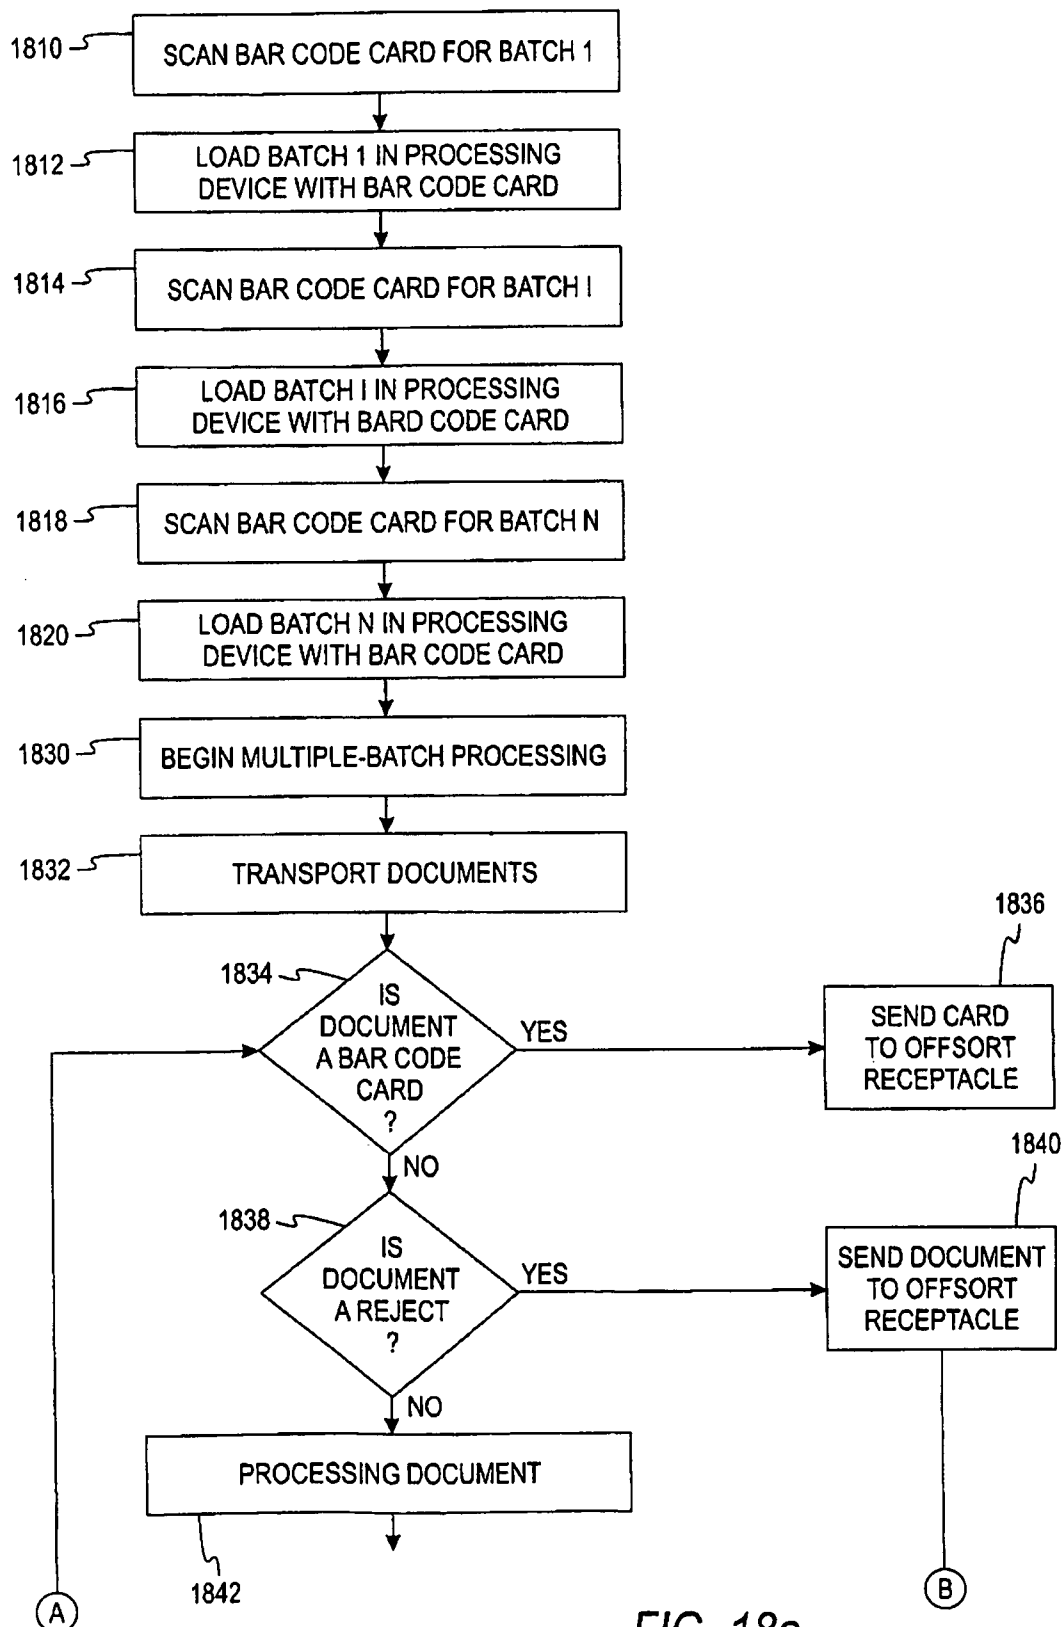 1810
SCAN BAR CODE CARD FOR BATCH 1
1812
LOAD BATCH 1 IN PROCESSING
DEVICE WITH BAR CODE CARD
1814
SCAN BAR CODE CARD FOR BATCH I
1816
LOAD BATCH I IN PROCESSING
DEVICE WITH BARD CODE CARD
1818
SCAN BAR CODE CARD FOR BATCH N
1820
LOAD BATCH N IN PROCESSING
DEVICE WITH BAR CODE CARD
1830
BEGIN MULTIPLE-BATCH PROCESSING
1832
TRANSPORT DOCUMENTS
1834
IS
DOCUMENT
A BAR CODE
CARD
?
YES
1836
SEND CARD
TO OFFSORT
RECEPTACLE
NO
1838
IS
DOCUMENT
A REJECT
?
YES
1840
SEND DOCUMENT
TO OFFSORT
RECEPTACLE
NO
PROCESSING DOCUMENT
1842
A
B
FIG. 18a